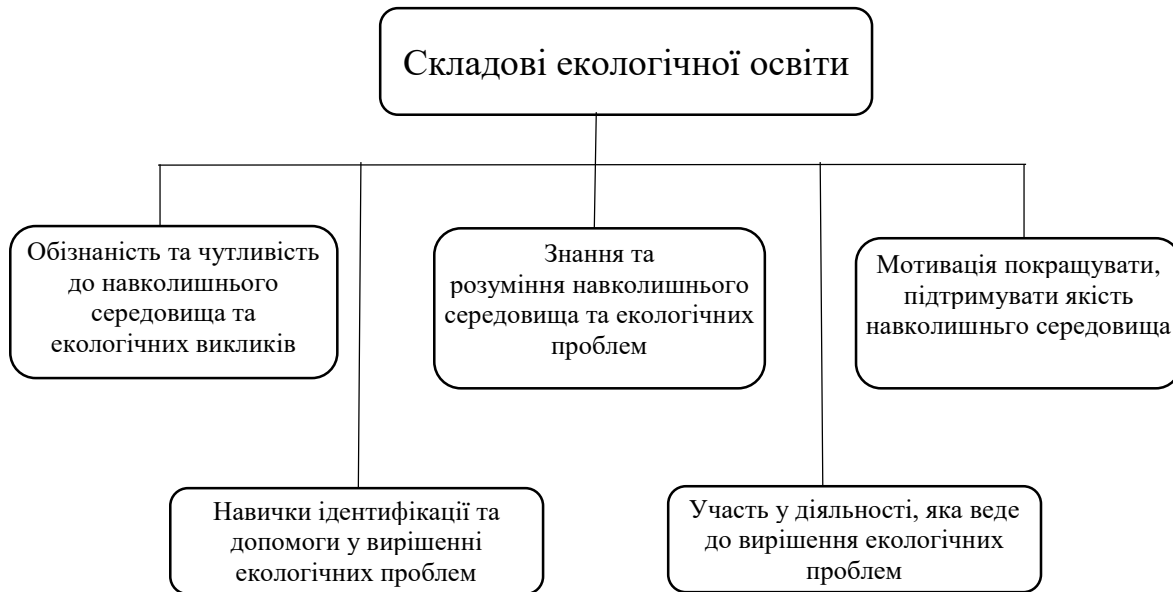 Складові екологічної освіти
Обізнаність та чутливість
до навколишнього
середовища та
екологічних викликів
Знання та
розуміння навколишнього
середовища та екологічних
проблем
Мотивація покращувати,
підтримувати якість
навколишнього середовища
Навички ідентифікації та
допомоги у вирішенні
екологічних проблем
Участь у діяльності, яка веде
до вирішення екологічних
проблем